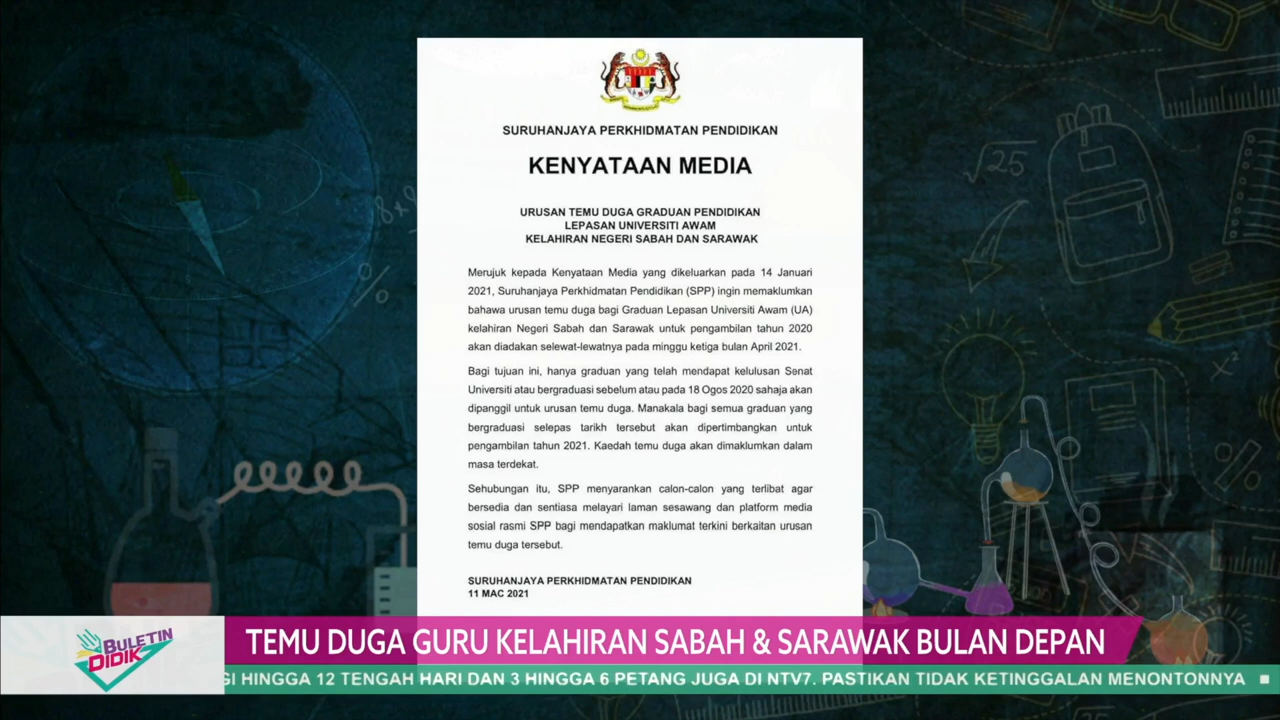 SURUHANJAYA PERKHIDMATAN PENDIDIKAN
KENYATAAN MEDIA
URUSAN TEMU DUGA GRADUAN PENDIDIKAN
LEPASAN UNIVERSITI AWAM
KELAHIRAN NEGERI SABAH DAN SARAWAK
Merujuk kepada Kenyataan Media yang dikeluarkan pada 14 Januari
2021, Suruhanjaya Perkhidmatan Pendidikan (SPP) ingin memaklumkan
bahawa urusan temu duga bagi Graduan Lepasan Universiti Awam (UA)
kelahiran Negeri Sabah dan Sarawak untuk pengambilan tahun 2020
akan diadakan selewat-lewatnya pada minggu ketiga bulan April 2021.
Bagi tujuan ini, hanya graduan yang telah mendapat kelulusan Senat
Universiti atau bergraduasi sebelum atau pada 18 Ogos 2020 sahaja akan
dipanggil untuk urusan temu duga. Manakala bagi semua graduan yang
bergraduasi selepas tarikh tersebut akan dipertimbangkan untuk
pengambilan tahun 2021. Kaedah temu duga akan dimaklumkan dalam
masa terdekat.
Sehubungan itu, SPP menyarankan calon-calon yang terlibat agar
bersedia dan sentiasa melayari laman sesawang dan platform media
sosial rasmi SPP bagi mendapatkan maklumat terkini berkaitan urusan
temu duga tersebut.
SURUHANJAYA PERKHIDMATAN PENDIDIKAN
11 MAC 2021
√25
%
x²
%
BULETIN
DIDIK
TEMU DUGA GURU KELAHIRAN SABAH & SARAWAK BULAN DEPAN
GI HINGGA 12 TENGAH HARI DAN 3 HINGGA 6 PETANG JUGA DI NTV7. PASTIKAN TIDAK KETINGGALAN MENONTONNYA